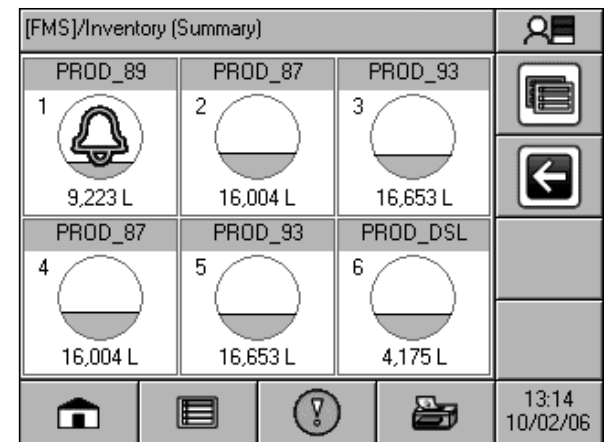 [FMS]/Inventory (Summary)
PROD_89 PROD_87 PROD_93
1 2 3
9,223 L 16,004 L 16,653 L
PROD_87 PROD_93 PROD_DSL
4 5 6
16,004 L 16,653 L 4,175 L
13:14
10/02/06